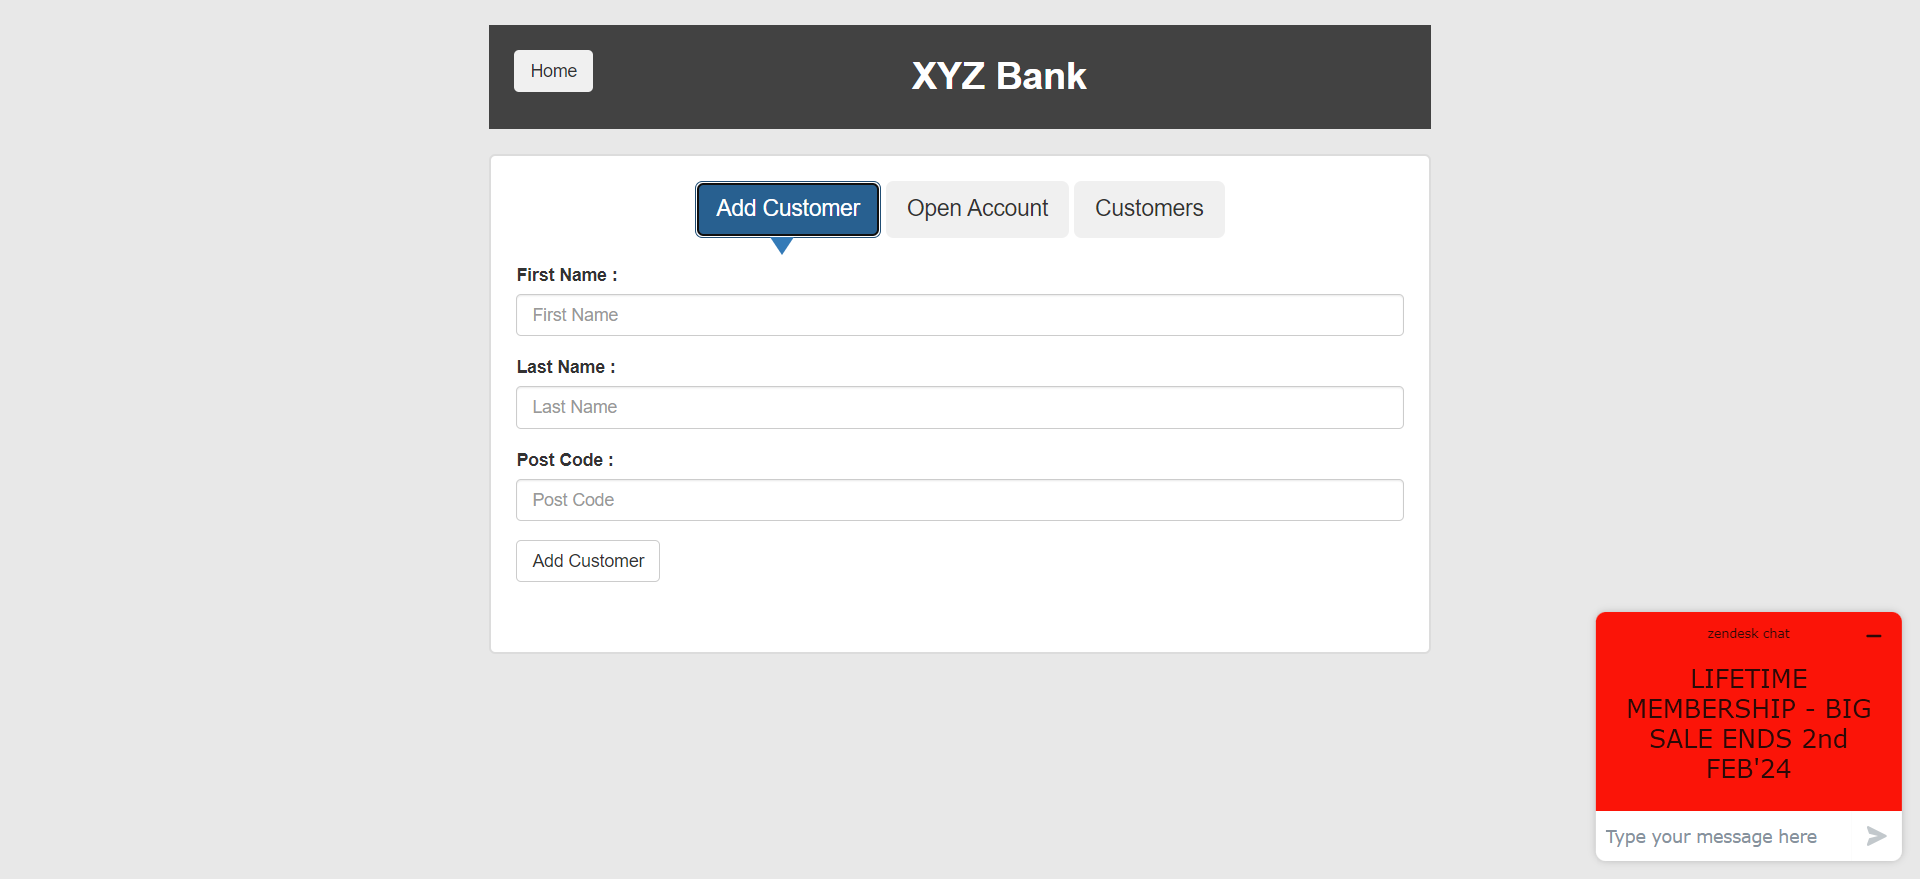 Home
XYZ Bank
Add Customer
Open Account
Customers
First Name :
First Name
Last Name :
Last Name
Post Code :
Post Code
Add Customer
zendesk chat
LIFETIME
MEMBERSHIP - BIG
SALE ENDS 2nd
FEB'24
Type your message here